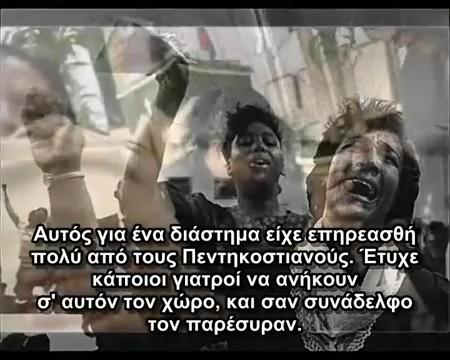 Αυτός για ένα διάστημα είχε επηρεασθή
πολύ από τους Πεντηκοστιανούς. Έτυχε
κάποιοι γιατροί να ανήκουν
σ' αυτόν τον χώρο, και σαν συνάδελφο
τον παρέσυραν.